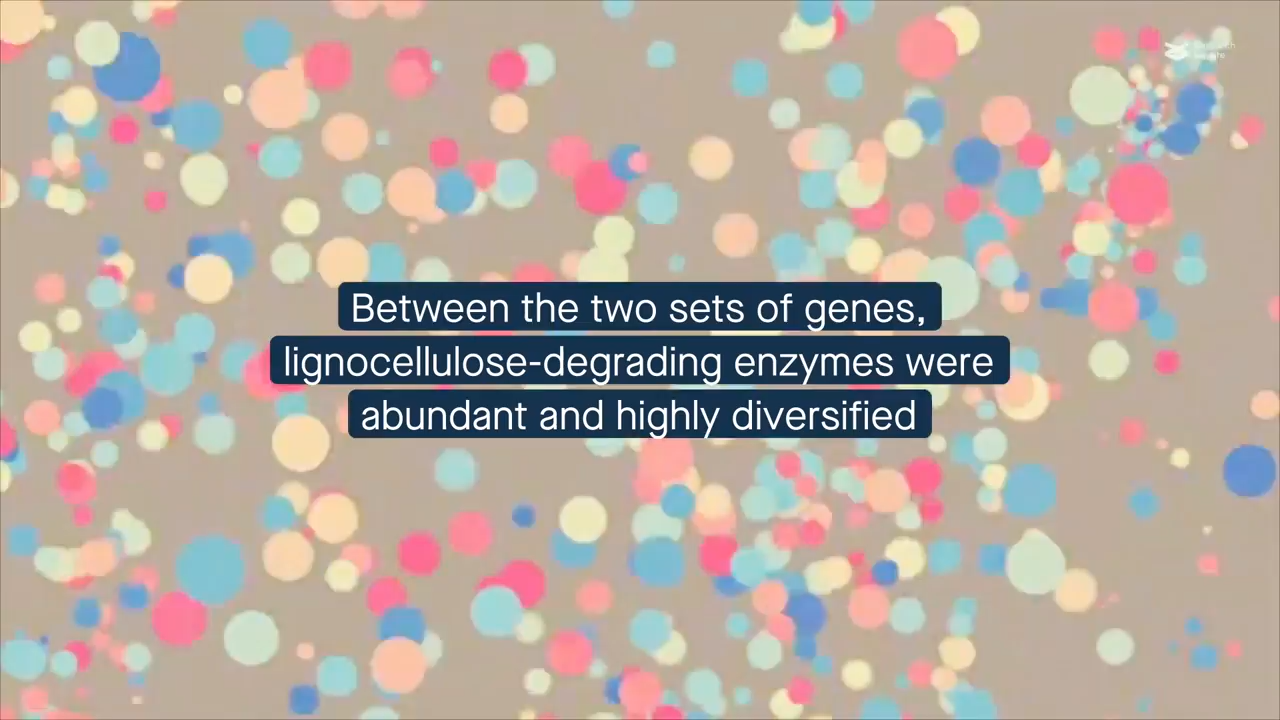 Between the two sets of genes,
lignocellulose-degrading enzymes were
abundant and highly diversified